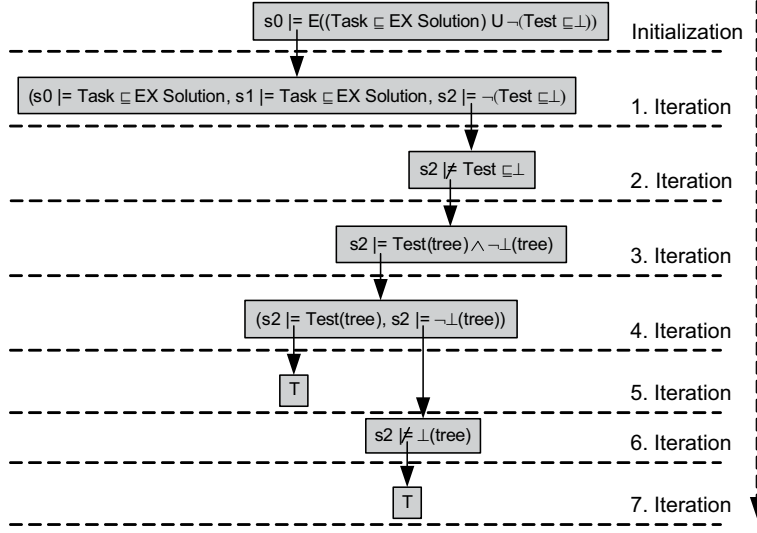 s0 |= E((Task ⊑ EX Solution) U ¬(Test ⊑⊥))
Initialization
(s0 |= Task ⊑ EX Solution, s1 |= Task ⊑ EX Solution, s2 |= ¬(Test ⊑⊥)
1. Iteration
s2 |≠ Test ⊑⊥
2. Iteration
s2 |= Test(tree) ∧ ¬⊥(tree)
3. Iteration
(s2 |= Test(tree), s2 |= ¬⊥(tree))
4. Iteration
T
5. Iteration
s2 |≠ ⊥(tree)
6. Iteration
T
7. Iteration